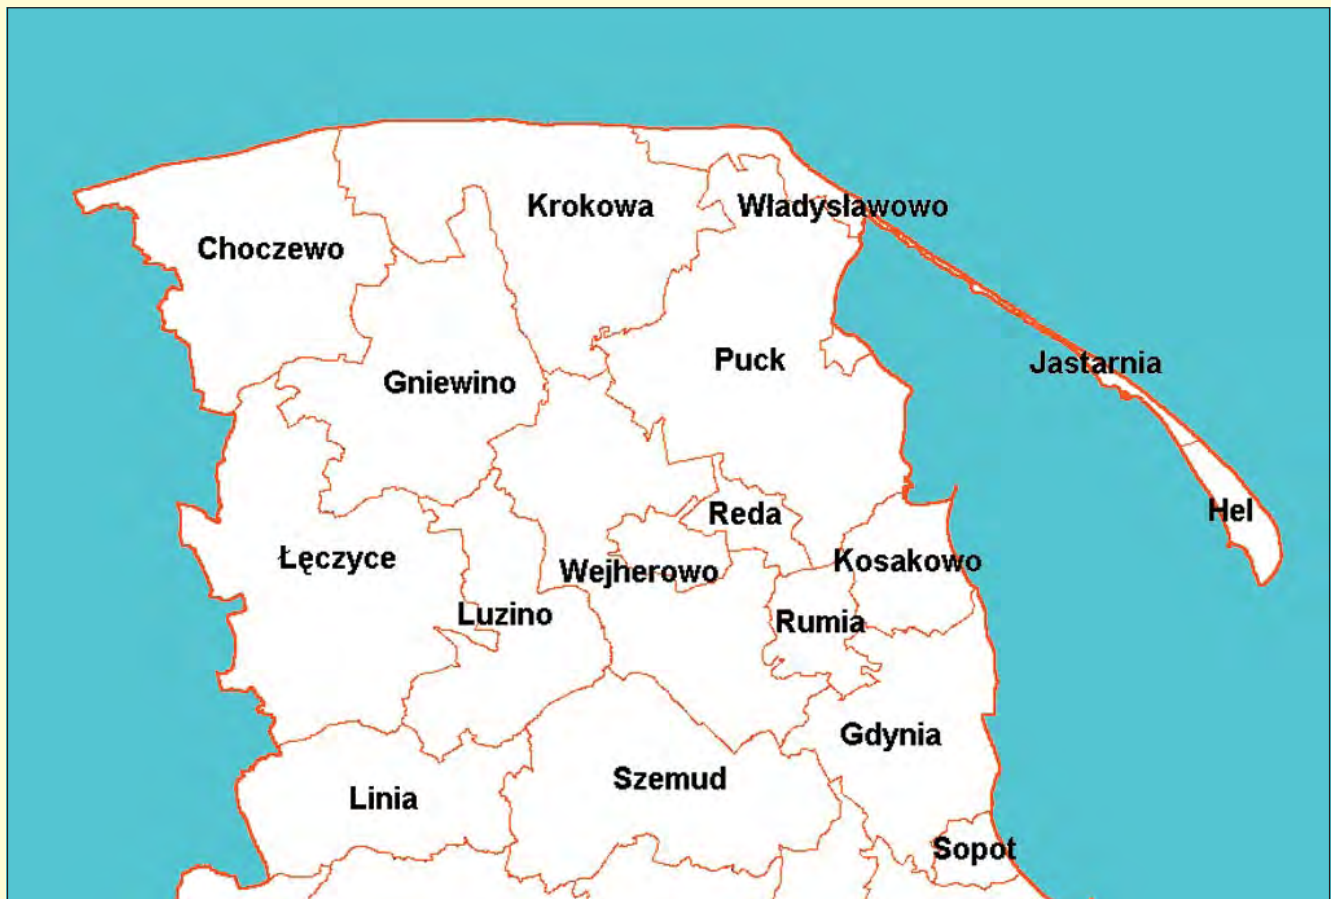 Krokowa
Władysławowo
Choczewo
Puck
Jastarnia
Gniewino
Hel
Reda
Łęczyce
Kosakowo
Wejherowo
Luzino
Rumia
Gdynia
Szemud
Linia
Sopot